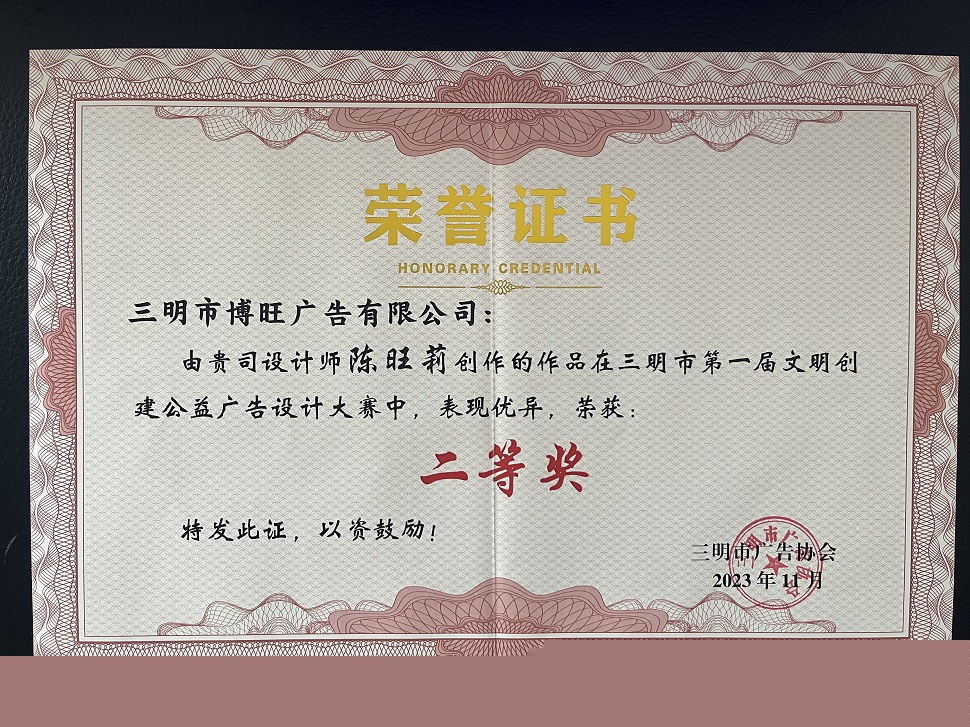 荣誉证书
HONORARY CREDENTIAL
三明市博旺广告有限公司：
由贵司设计师陈旺莉创作的作品在三明市第一届文明创
建公益广告设计大赛中，表现优异，荣获：
二等奖
特发此证，以资鼓励！
三明市广告协会
2023年11月